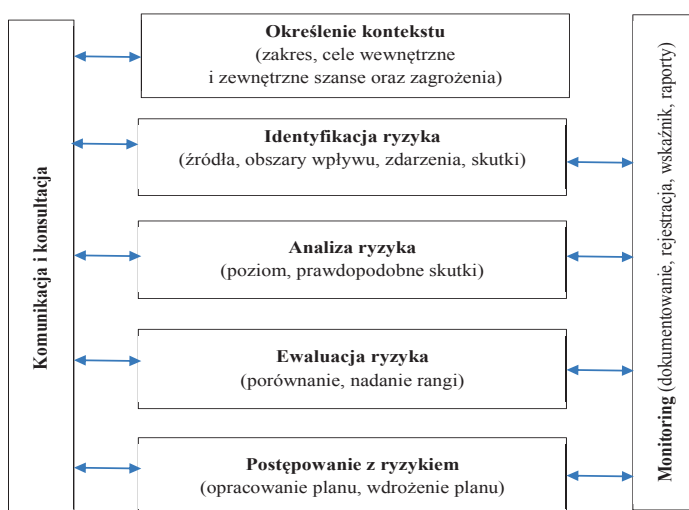 Komunikacja i konsultacja
Określenie kontekstu
(zakres, cele wewnętrzne
i zewnętrzne szanse oraz zagrożenia)
Identyfikacja ryzyka
(źródła, obszary wpływu, zdarzenia, skutki)
Analiza ryzyka
(poziom, prawdopodobne skutki)
Ewaluacja ryzyka
(porównanie, nadanie rangi)
Postępowanie z ryzykiem
(opracowanie planu, wdrożenie planu)
Monitoring (dokumentowanie, rejestracja, wskaźnik, raporty)